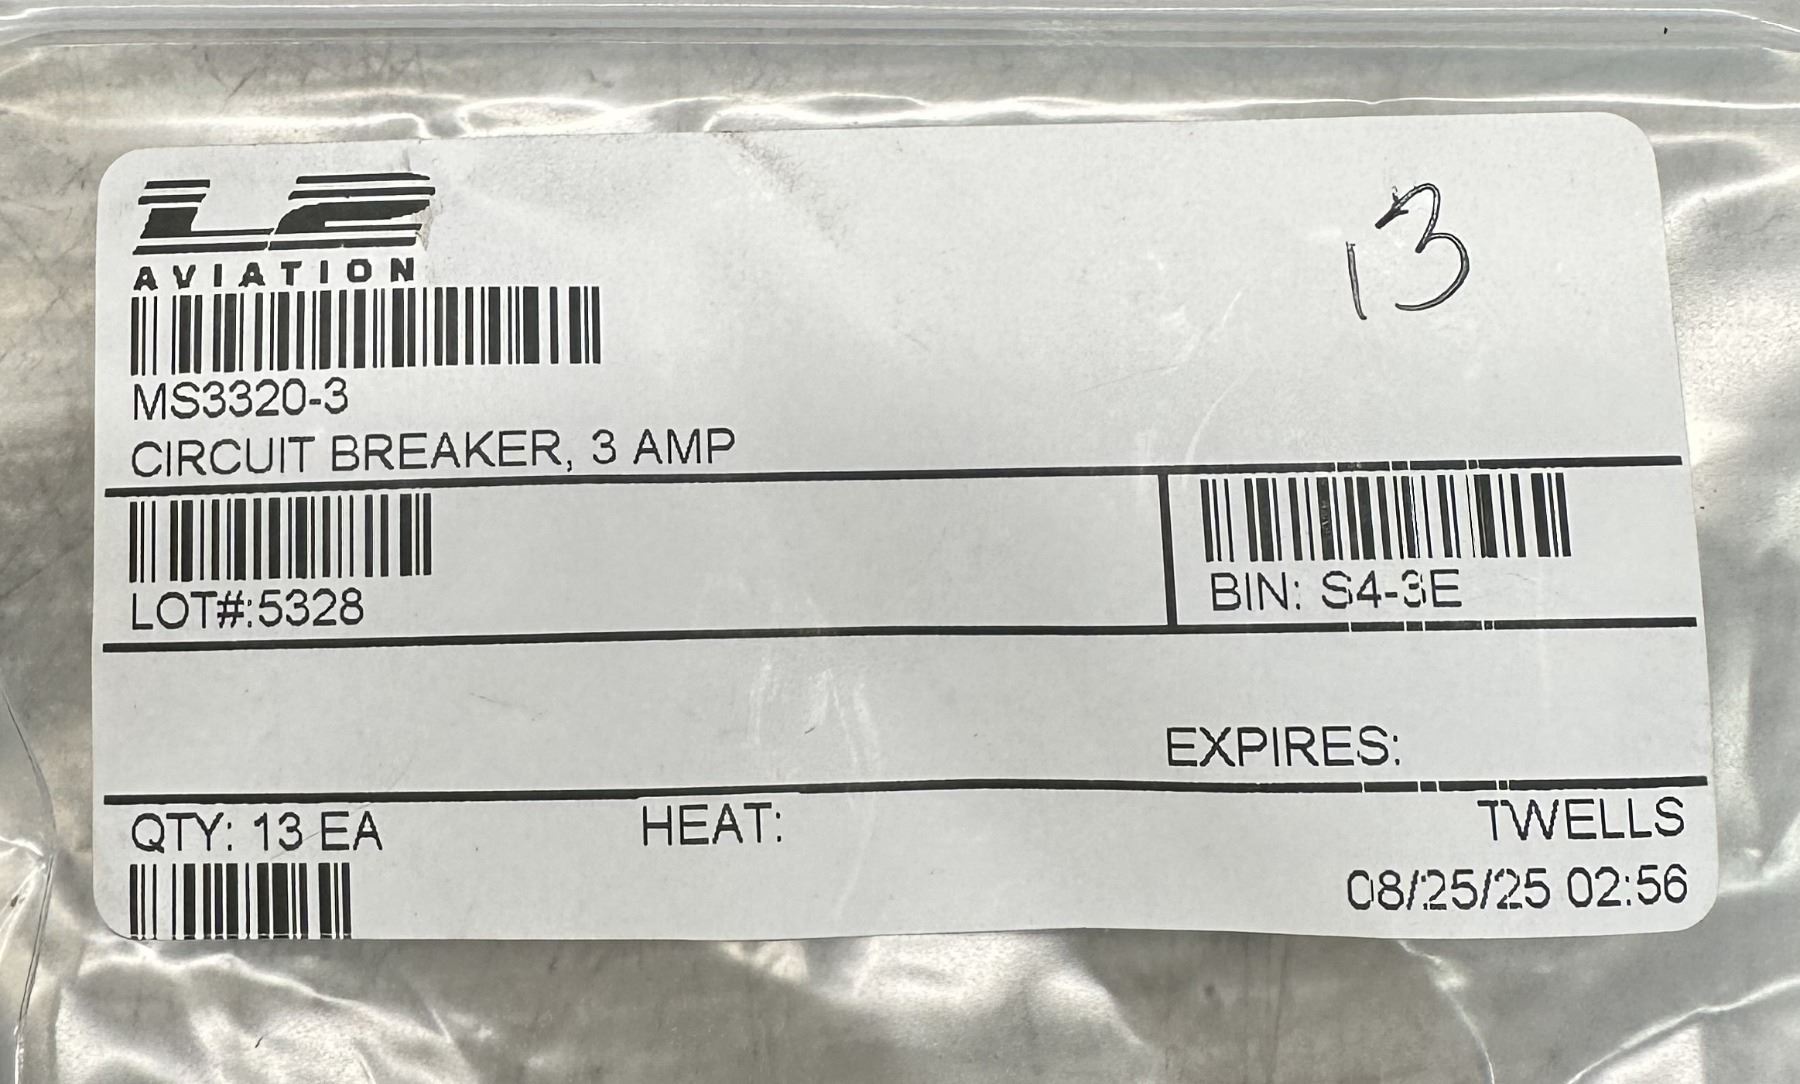 L2
AVIATION
13
MS3320-3
CIRCUIT BREAKER, 3 AMP
LOT#:5328
BIN: S4-3E
EXPIRES:
QTY: 13 EA
HEAT:
TWELLS
08/25/25 02:56